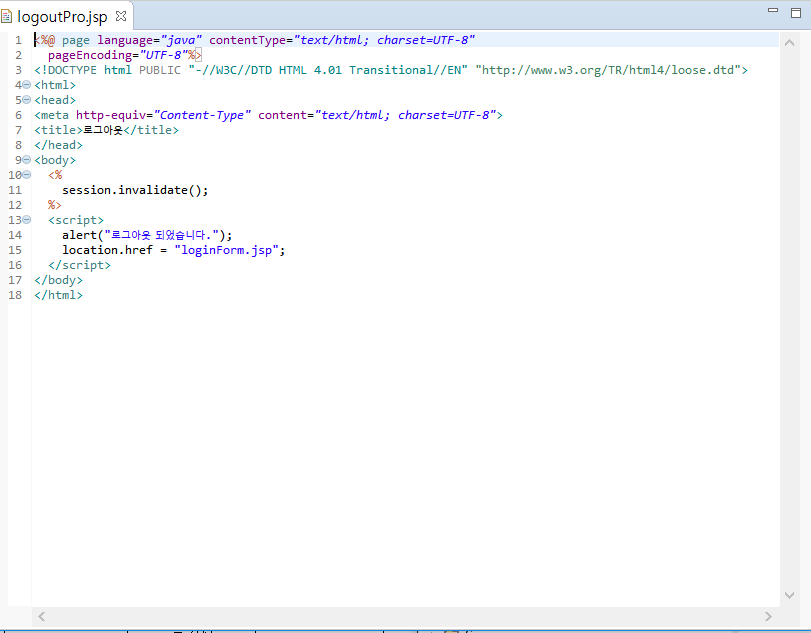 logoutPro.jsp
1 <%@ page language="java" contentType="text/html; charset=UTF-8"
2 pageEncoding="UTF-8"%>
3 <!DOCTYPE html PUBLIC "-//W3C//DTD HTML 4.01 Transitional//EN" "http://www.w3.org/TR/html4/loose.dtd">
4 <html>
5 <head>
6 <meta http-equiv="Content-Type" content="text/html; charset=UTF-8">
7 <title>로그아웃</title>
8 </head>
9 <body>
10 <%
11 session.invalidate();
12 %>
13 <script>
14 alert("로그아웃 되었습니다.");
15 location.href = "loginForm.jsp";
16 </script>
17 </body>
18 </html>